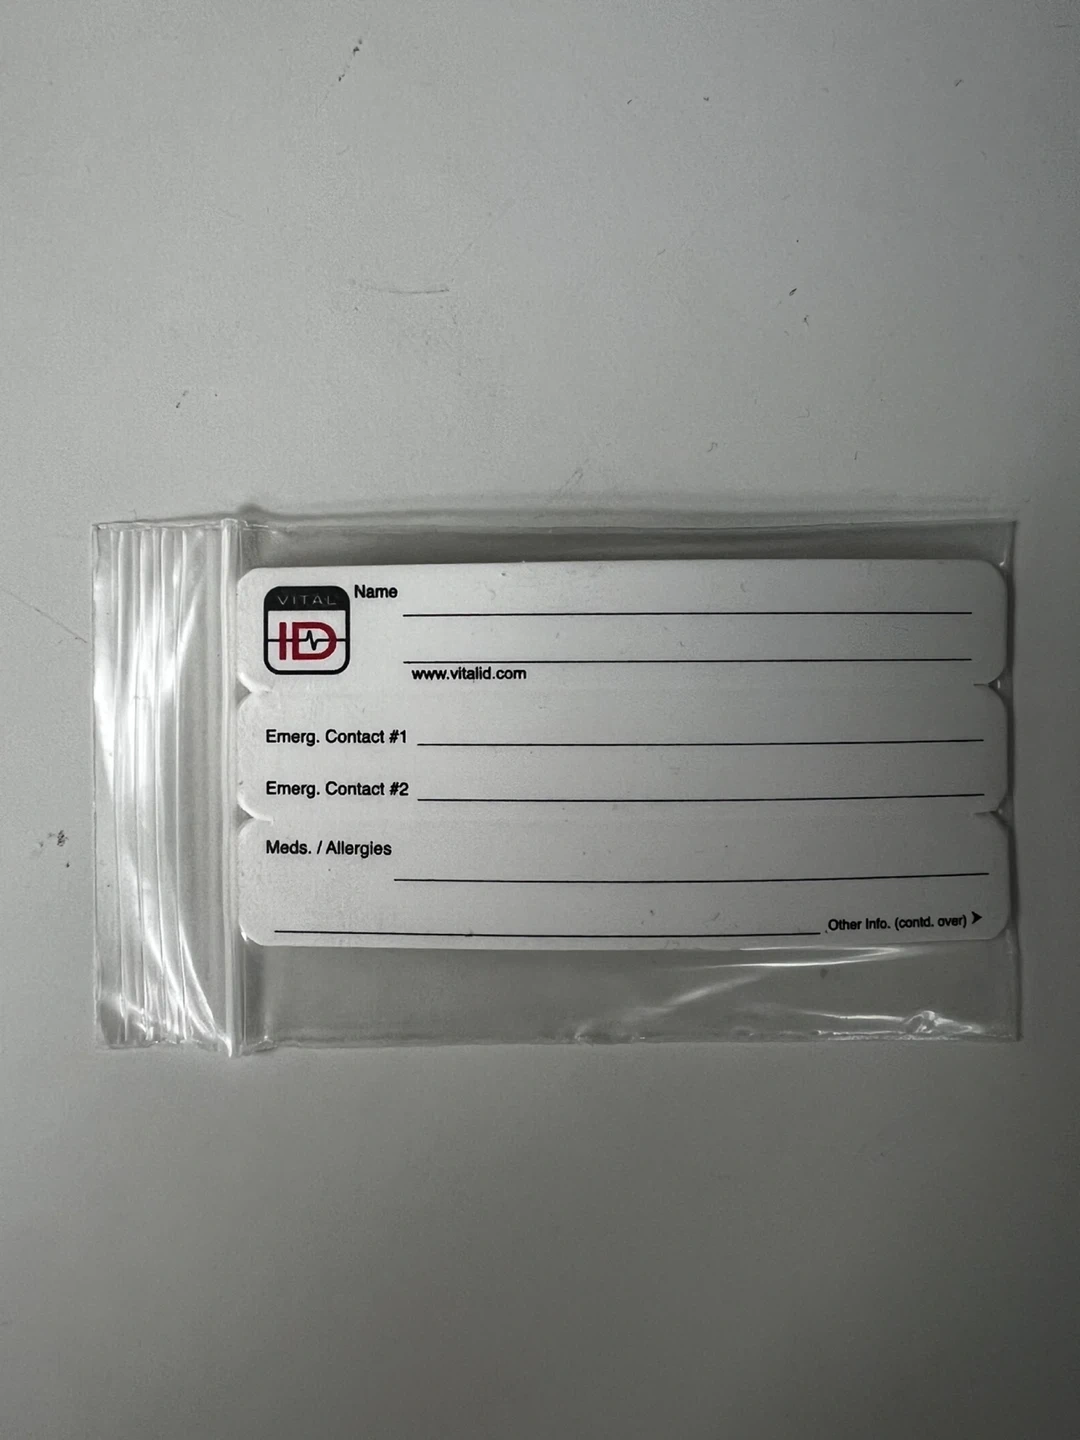 VITAL
ID
Name
www.vitalid.com
Emerg. Contact #1
Emerg. Contact #2
Meds. / Allergies
Other Info. (contd. over)